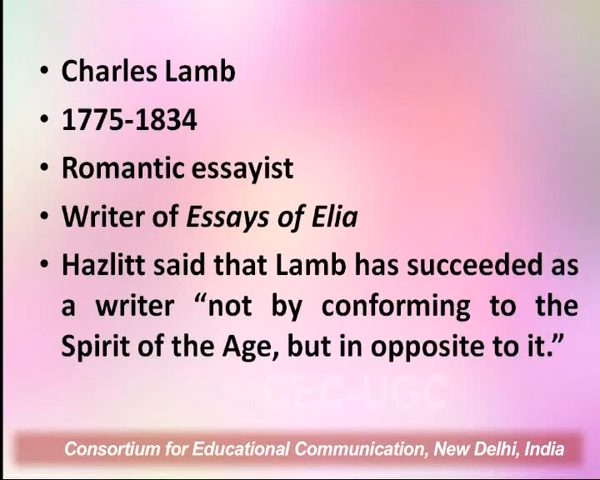 • Charles Lamb
• 1775-1834
• Romantic essayist
• Writer of Essays of Elia
• Hazlitt said that Lamb has succeeded as
a writer “not by conforming to the
Spirit of the Age, but in opposite to it.”
CEC-UGC
Consortium for Educational Communication, New Delhi, India